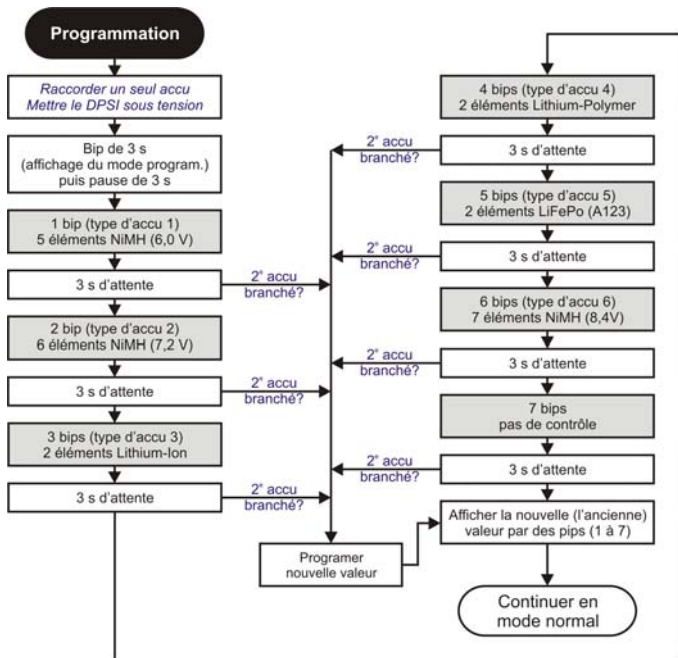 Programmation
Raccorder un seul accu
Mettre le DPSI sous tension
Bip de 3 s
(affichage du mode program.)
puis pause de 3 s
1 bip (type d'accu 1)
5 éléments NiMH (6,0 V)
3 s d'attente
2° accu
branché?
2 bip (type d'accu 2)
6 éléments NiMH (7,2 V)
3 s d'attente
2° accu
branché?
3 bips (type d'accu 3)
2 éléments Lithium-Ion
3 s d'attente
2° accu
branché?
4 bips (type d'accu 4)
2 éléments Lithium-Polymer
2° accu
branché?
3 s d'attente
5 bips (type d'accu 5)
2 éléments LiFePo (A123)
2° accu
branché?
3 s d'attente
6 bips (type d'accu 6)
7 éléments NiMH (8,4V)
2° accu
branché?
3 s d'attente
7 bips
pas de contrôle
2° accu
branché?
3 s d'attente
Programer
nouvelle valeur
Afficher la nouvelle (l'ancienne)
valeur par des pips (1 à 7)
Continuer en
mode normal